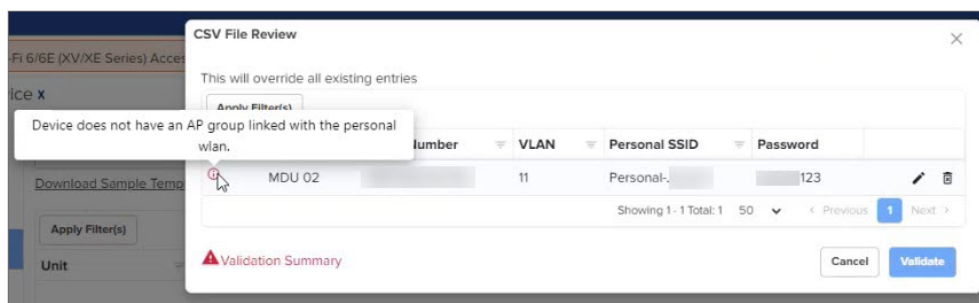 CSV File Review
-Fi 6/6E (XV/XE Series) Acces
This will override all existing entries
ice x
Apply Filter(s)
Device does not have an AP group linked with the personal
wlan.
Number VLAN Personal SSID Password
MDU 02 11 Personal-. 123
Download Sample Temp
Showing 1 - 1 Total: 1 50 < Previous 1 Next >
Apply Filter(s)
Validation Summary Cancel Validate
Unit